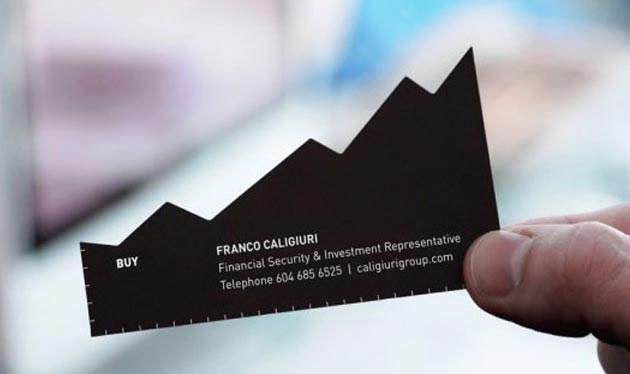 BUY
FRANCO CALIGIURI
Financial Security & Investment Representative
Telephone 604 685 6525 | caligiurigroup.com